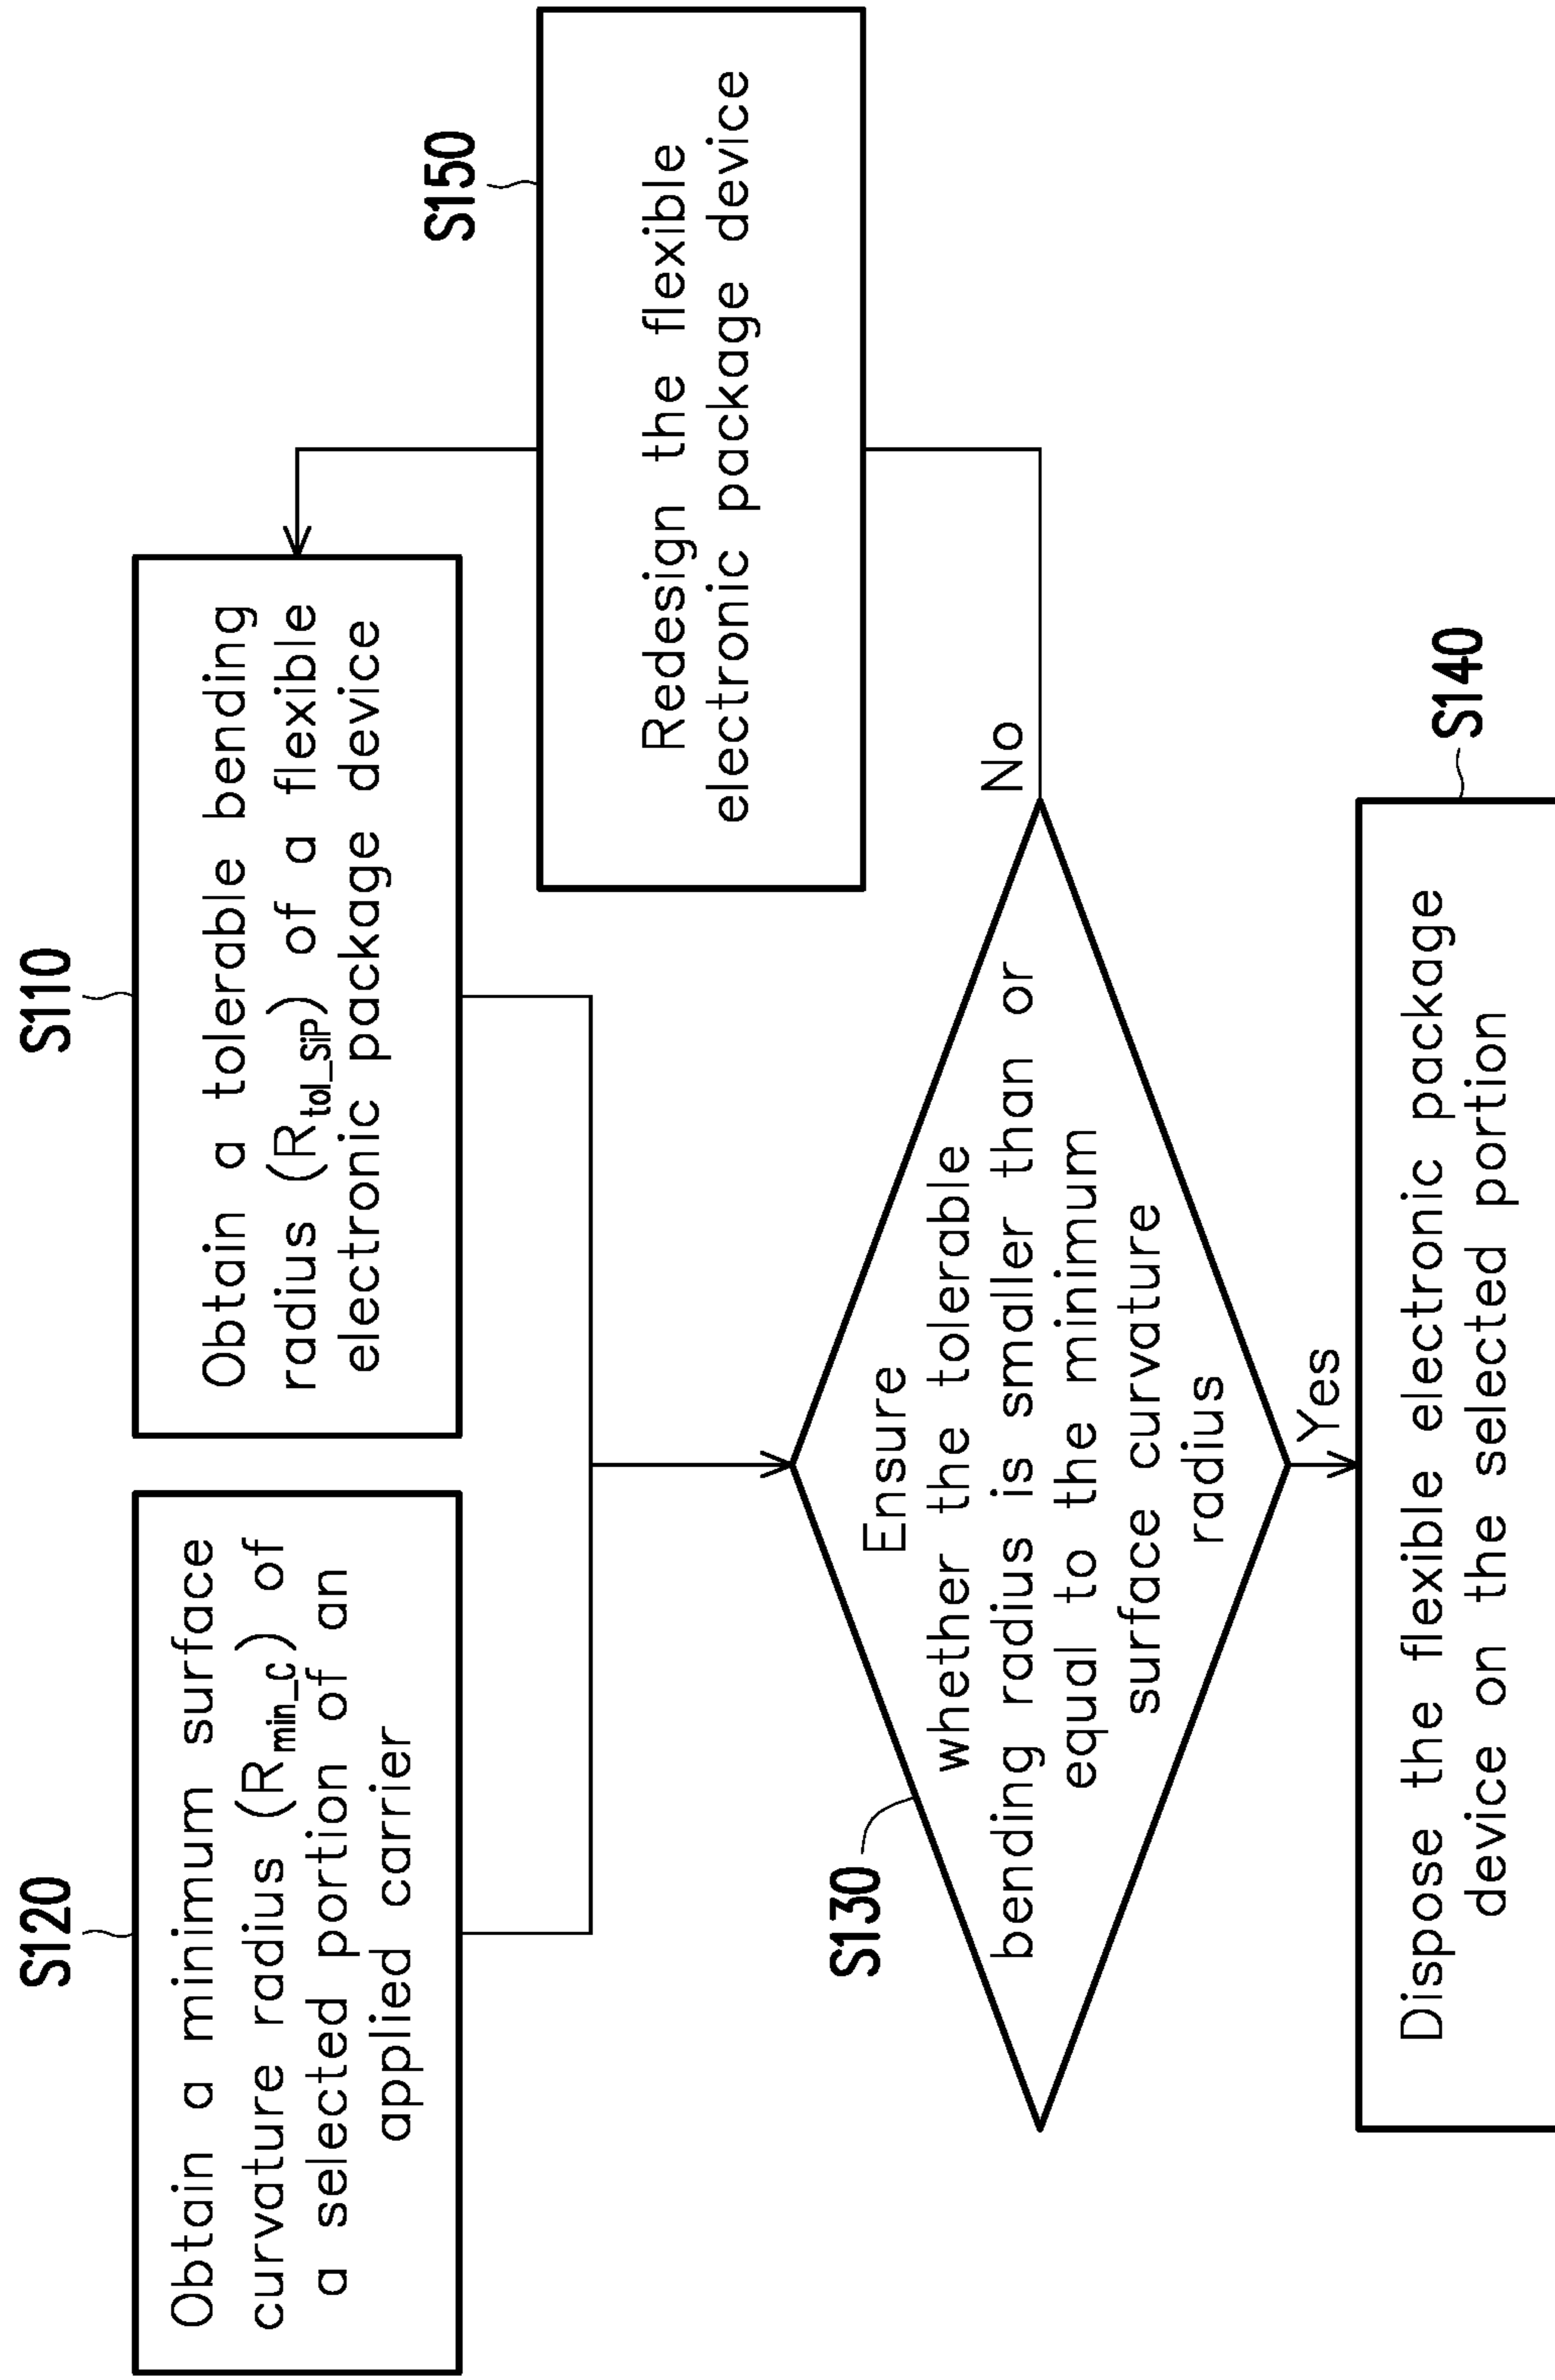 S120
Obtain a minimum surface
curvature radius (Rmin_C) of
a selected portion of an
applied carrier
S110
Obtain a tolerable bending
radius (Rtol_SiP) of a flexible
electronic package device
S150
Redesign the flexible
electronic package device
S130
Ensure
whether the tolerable
bending radius is smaller than or
equal to the minimum
surface curvature
radius
No
Yes
S140
Dispose the flexible electronic package
device on the selected portion